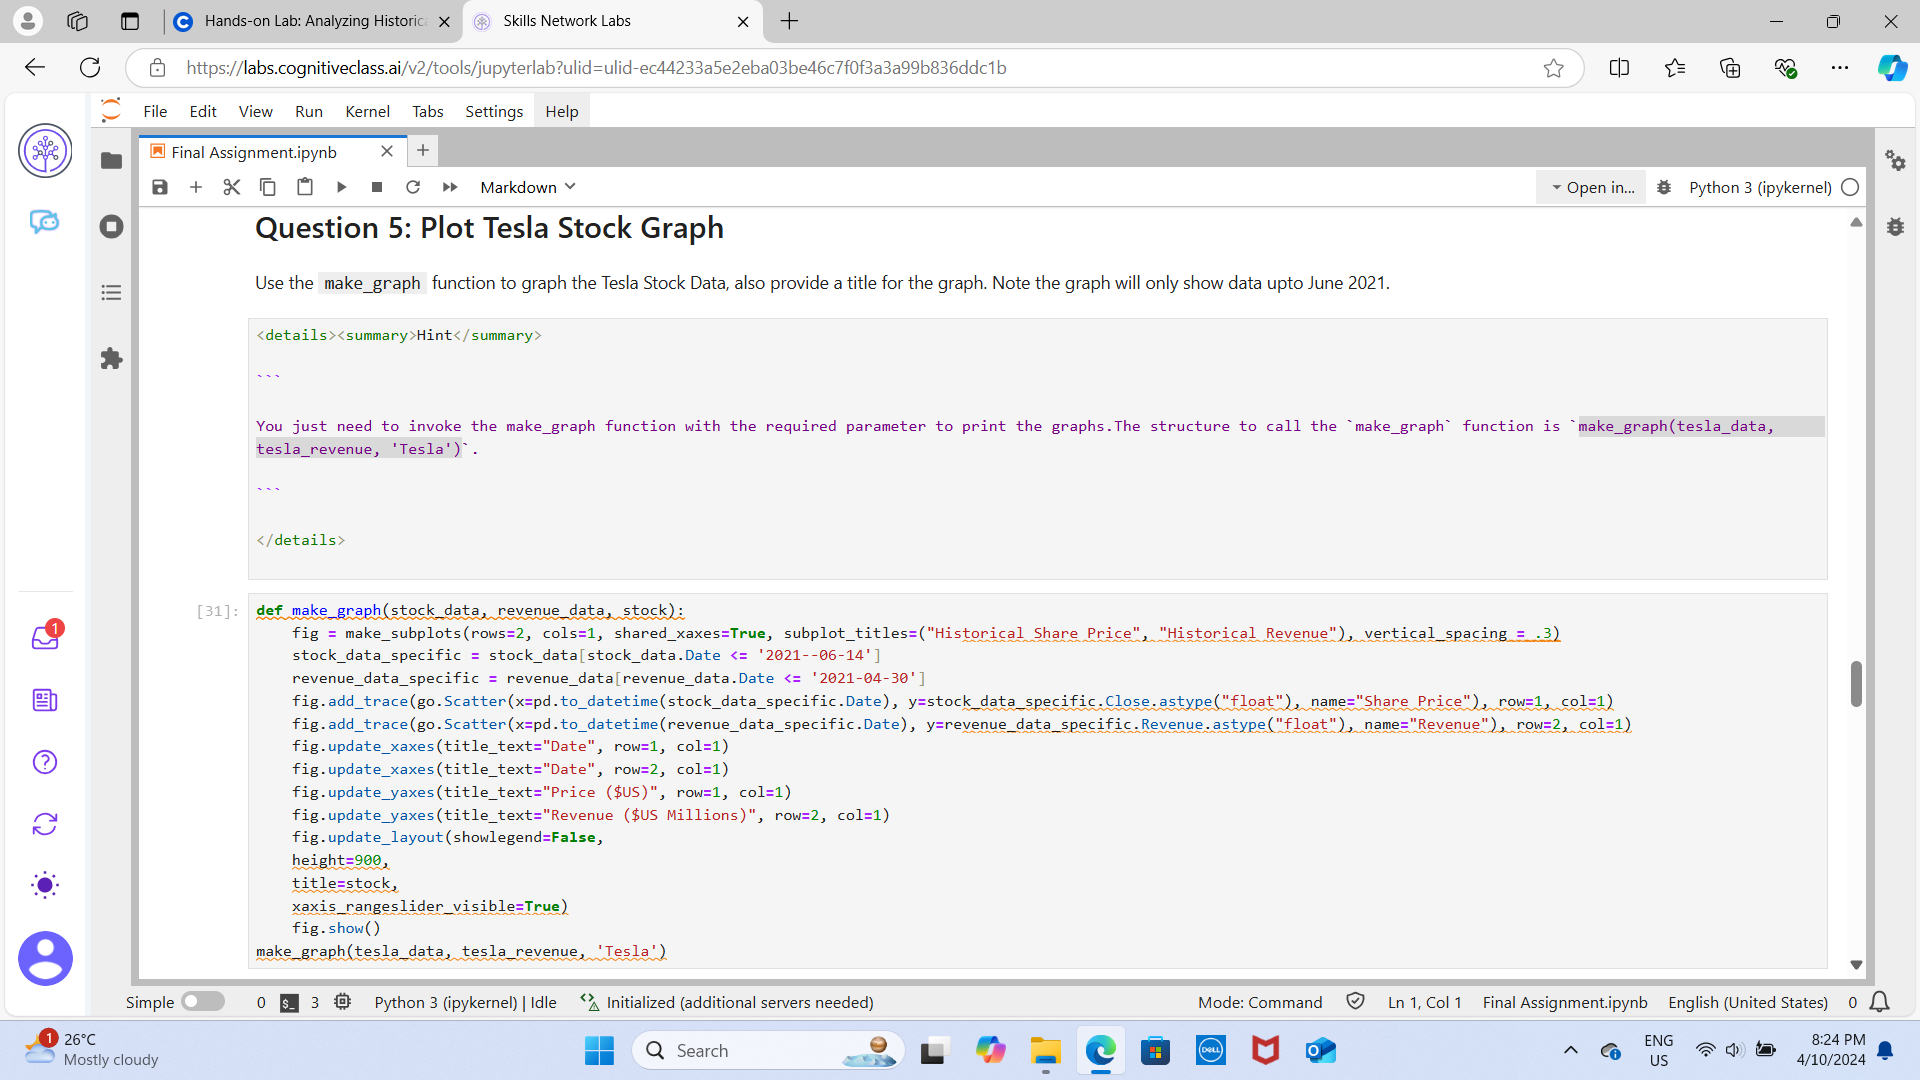 Hands-on Lab: Analyzing Historica
Skills Network Labs
https://labs.cognitiveclass.ai/v2/tools/jupyterlab?ulid=ulid-ec44233a5e2eba03be46c7f0f3a3a99b836ddc1b
File Edit View Run Kernel Tabs Settings Help
Final Assignment.ipynb
Markdown Open in... Python 3 (ipykernel)
Question 5: Plot Tesla Stock Graph
Use the make_graph function to graph the Tesla Stock Data, also provide a title for the graph. Note the graph will only show data upto June 2021.
<details><summary>Hint</summary>
```
You just need to invoke the make_graph function with the required parameter to print the graphs.The structure to call the `make_graph` function is `make_graph(tesla_data,
tesla_revenue, 'Tesla')`.
```
</details>
[31]:
def make_graph(stock_data, revenue_data, stock):
    fig = make_subplots(rows=2, cols=1, shared_xaxes=True, subplot_titles=("Historical Share Price", "Historical Revenue"), vertical_spacing = .3)
    stock_data_specific = stock_data[stock_data.Date <= '2021--06-14']
    revenue_data_specific = revenue_data[revenue_data.Date <= '2021-04-30']
    fig.add_trace(go.Scatter(x=pd.to_datetime(stock_data_specific.Date), y=stock_data_specific.Close.astype("float"), name="Share Price"), row=1, col=1)
    fig.add_trace(go.Scatter(x=pd.to_datetime(revenue_data_specific.Date), y=revenue_data_specific.Revenue.astype("float"), name="Revenue"), row=2, col=1)
    fig.update_xaxes(title_text="Date", row=1, col=1)
    fig.update_xaxes(title_text="Date", row=2, col=1)
    fig.update_yaxes(title_text="Price ($US)", row=1, col=1)
    fig.update_yaxes(title_text="Revenue ($US Millions)", row=2, col=1)
    fig.update_layout(showlegend=False,
    height=900,
    title=stock,
    xaxis_rangeslider_visible=True)
    fig.show()
make_graph(tesla_data, tesla_revenue, 'Tesla')
1
Simple 0 3 Python 3 (ipykernel) | Idle Initialized (additional servers needed) Mode: Command Ln 1, Col 1 Final Assignment.ipynb English (United States) 0
1
26°C
Mostly cloudy
Search
DELL
ENG
US
8:24 PM
4/10/2024